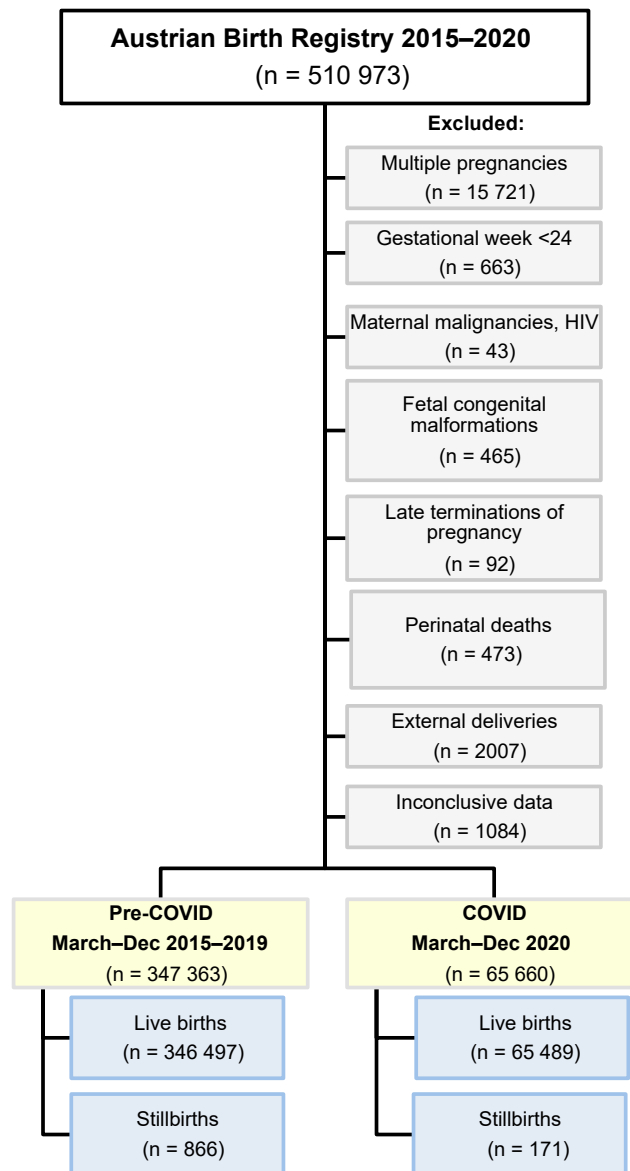 Austrian Birth Registry 2015–2020
(n = 510 973)
Excluded:
Multiple pregnancies
(n = 15 721)
Gestational week <24
(n = 663)
Maternal malignancies, HIV
(n = 43)
Fetal congenital
malformations
(n = 465)
Late terminations of
pregnancy
(n = 92)
Perinatal deaths
(n = 473)
External deliveries
(n = 2007)
Inconclusive data
(n = 1084)
Pre-COVID
March–Dec 2015–2019
(n = 347 363)
Live births
(n = 346 497)
Stillbirths
(n = 866)
COVID
March–Dec 2020
(n = 65 660)
Live births
(n = 65 489)
Stillbirths
(n = 171)